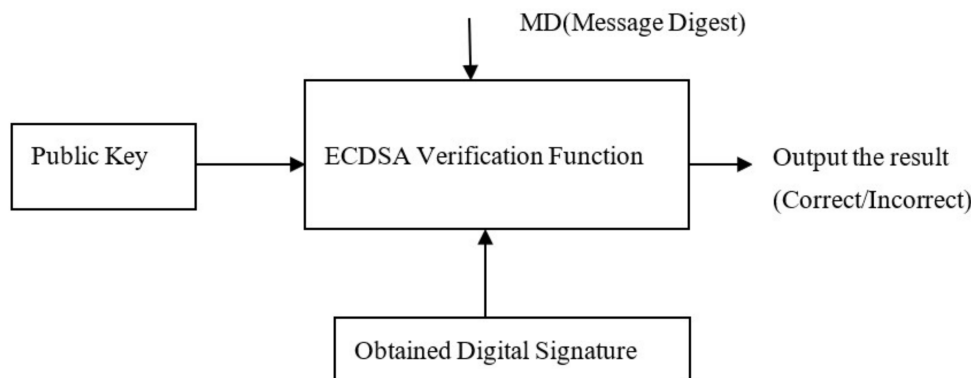 MD(Message Digest)
Public Key
ECDSA Verification Function
Output the result
(Correct/Incorrect)
Obtained Digital Signature